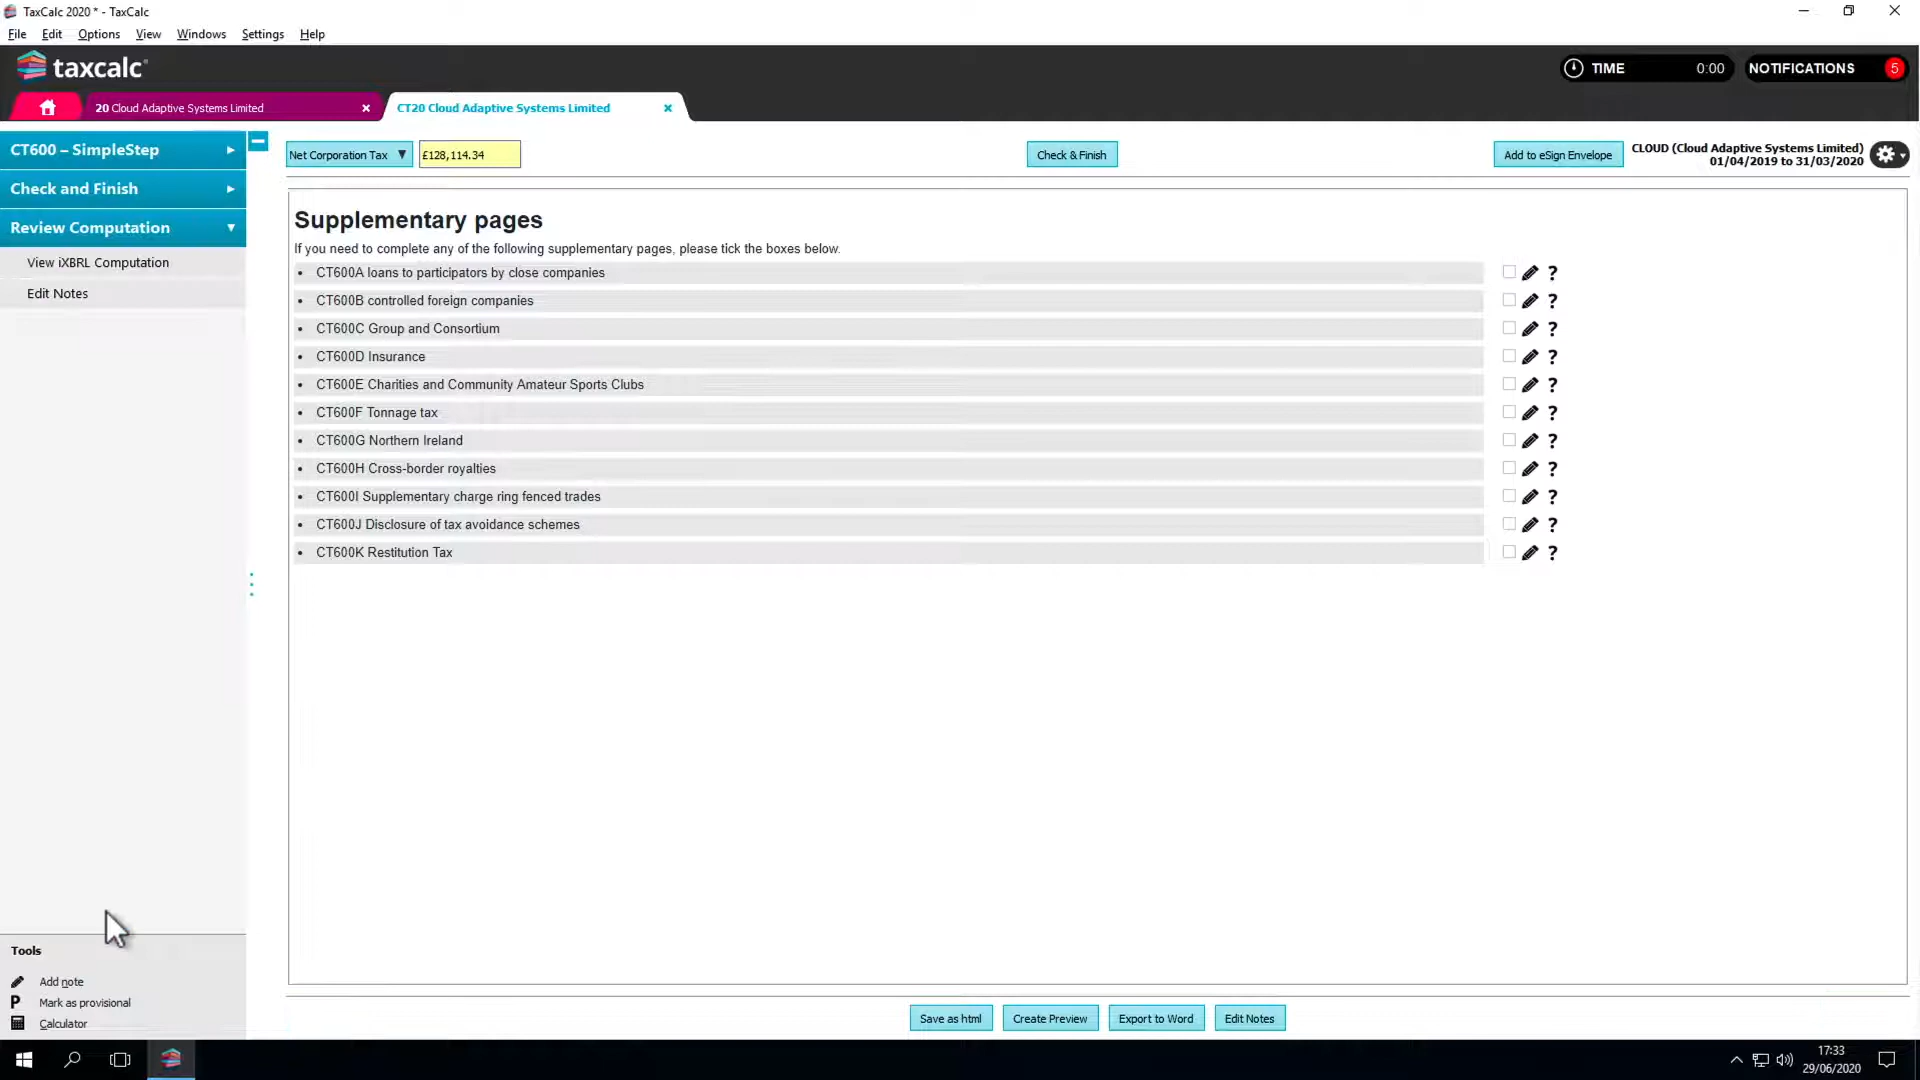 TaxCalc 2020 * - TaxCalc
File Edit Options View Windows Settings Help
taxcalc
TIME 0:00 NOTIFICATIONS 5
20 Cloud Adaptive Systems Limited
CT20 Cloud Adaptive Systems Limited
CT600 – SimpleStep
Check and Finish
Review Computation
View iXBRL Computation
Edit Notes
Net Corporation Tax £128,114.34
Check & Finish
Add to eSign Envelope
CLOUD (Cloud Adaptive Systems Limited)
01/04/2019 to 31/03/2020
Supplementary pages
If you need to complete any of the following supplementary pages, please tick the boxes below.
• CT600A loans to participators by close companies ?
• CT600B controlled foreign companies ?
• CT600C Group and Consortium ?
• CT600D Insurance ?
• CT600E Charities and Community Amateur Sports Clubs ?
• CT600F Tonnage tax ?
• CT600G Northern Ireland ?
• CT600H Cross-border royalties ?
• CT600I Supplementary charge ring fenced trades ?
• CT600J Disclosure of tax avoidance schemes ?
• CT600K Restitution Tax ?
Tools
Add note
P Mark as provisional
Calculator
Save as html Create Preview Export to Word Edit Notes
17:33
29/06/2020